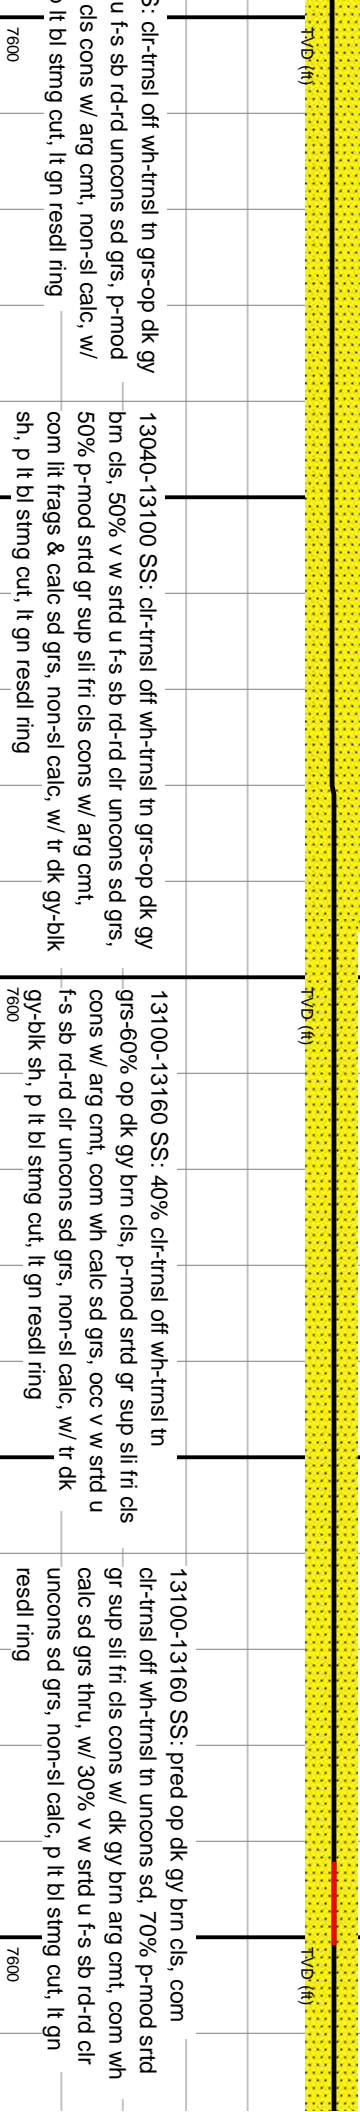 TVD (ft)
7600
S: clr-trnsl off wh-trnsl tn grs-op dk gy
u f-s sb rd-rd uncons sd grs, p-mod
cls cons w/ arg cmt, non-sl calc, w/
lt bl stmg cut, lt gn resdl ring
13040-13100 SS: clr-trnsl off wh-trnsl tn grs-op dk gy
brn cls, 50% v w srtd u f-s sb rd-rd clr uncons sd grs,
50% p-mod srtd gr sup sli fri cls cons w/ arg cmt,
com lit frags & calc sd grs, non-sl calc, w/ tr dk gy-blk
sh, p lt bl stmg cut, lt gn resdl ring
TVD (ft)
7600
13100-13160 SS: 40% clr-trnsl off wh-trnsl tn
grs-60% op dk gy brn cls, p-mod srtd gr sup sli fri cls
cons w/ arg cmt, com wh calc sd grs, occ v w srtd u
f-s sb rd-rd clr uncons sd grs, non-sl calc, w/ tr dk
gy-blk sh, p lt bl stmg cut, lt gn resdl ring
13100-13160 SS: pred op dk gy brn cls, com
clr-trnsl off wh-trnsl tn uncons sd, 70% p-mod srtd
gr sup sli fri cls cons w/ dk gy brn arg cmt, com wh
calc sd grs thru, w/ 30% v w srtd u f-s sb rd-rd clr
uncons sd grs, non-sl calc, p lt bl stmg cut, lt gn
resdl ring
TVD (ft)
7600